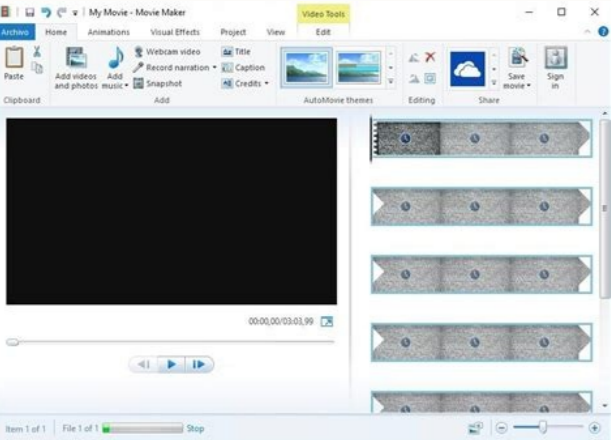 My Movie - Movie Maker
Video Tools
Archivo Home Animations Visual Effects Project View Edit
Paste
Add videos and photos
Add music
Webcam video
Record narration
Snapshot
Title
Caption
Credits
Save movie
Sign in
Clipboard Add AutoMovie themes Editing Share
00:00,00/03:03,99
Item 1 of 1 File 1 of 1 Stop